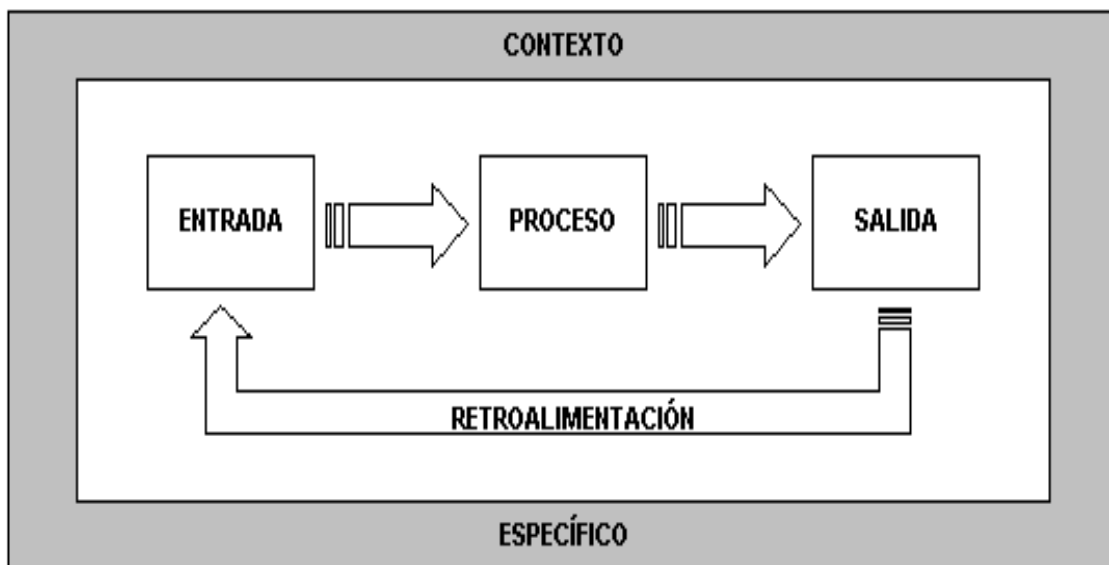 CONTEXTO
ENTRADA
PROCESO
SALIDA
RETROALIMENTACIÓN
ESPECÍFICO